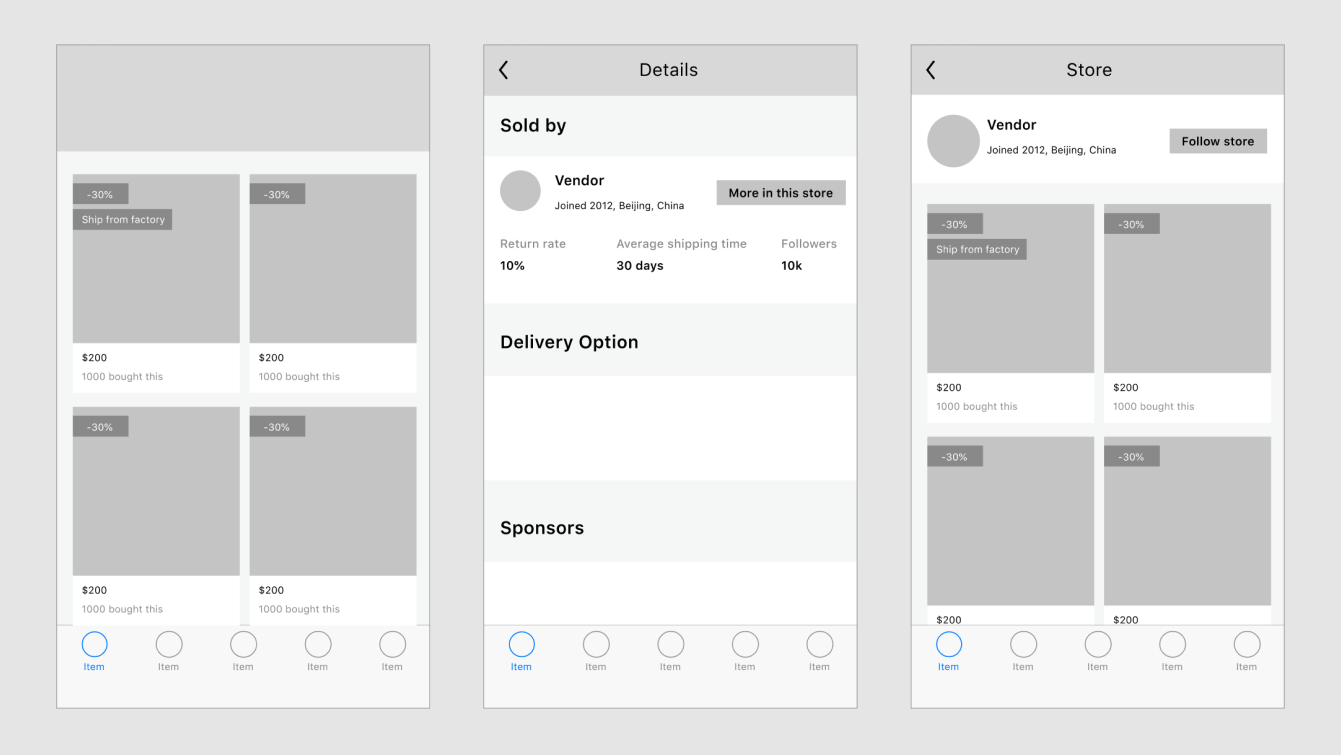 -30%
Ship from factory
-30%
$200
1000 bought this
$200
1000 bought this
-30%
-30%
$200
1000 bought this
$200
1000 bought this
Item
Item
Item
Item
Item
Details
Sold by
Vendor
Joined 2012, Beijing, China
More in this store
Return rate
10%
Average shipping time
30 days
Followers
10k
Delivery Option
Sponsors
Item
Item
Item
Item
Item
Store
Vendor
Joined 2012, Beijing, China
Follow store
-30%
Ship from factory
-30%
$200
1000 bought this
$200
1000 bought this
-30%
-30%
$200
$200
Item
Item
Item
Item
Item